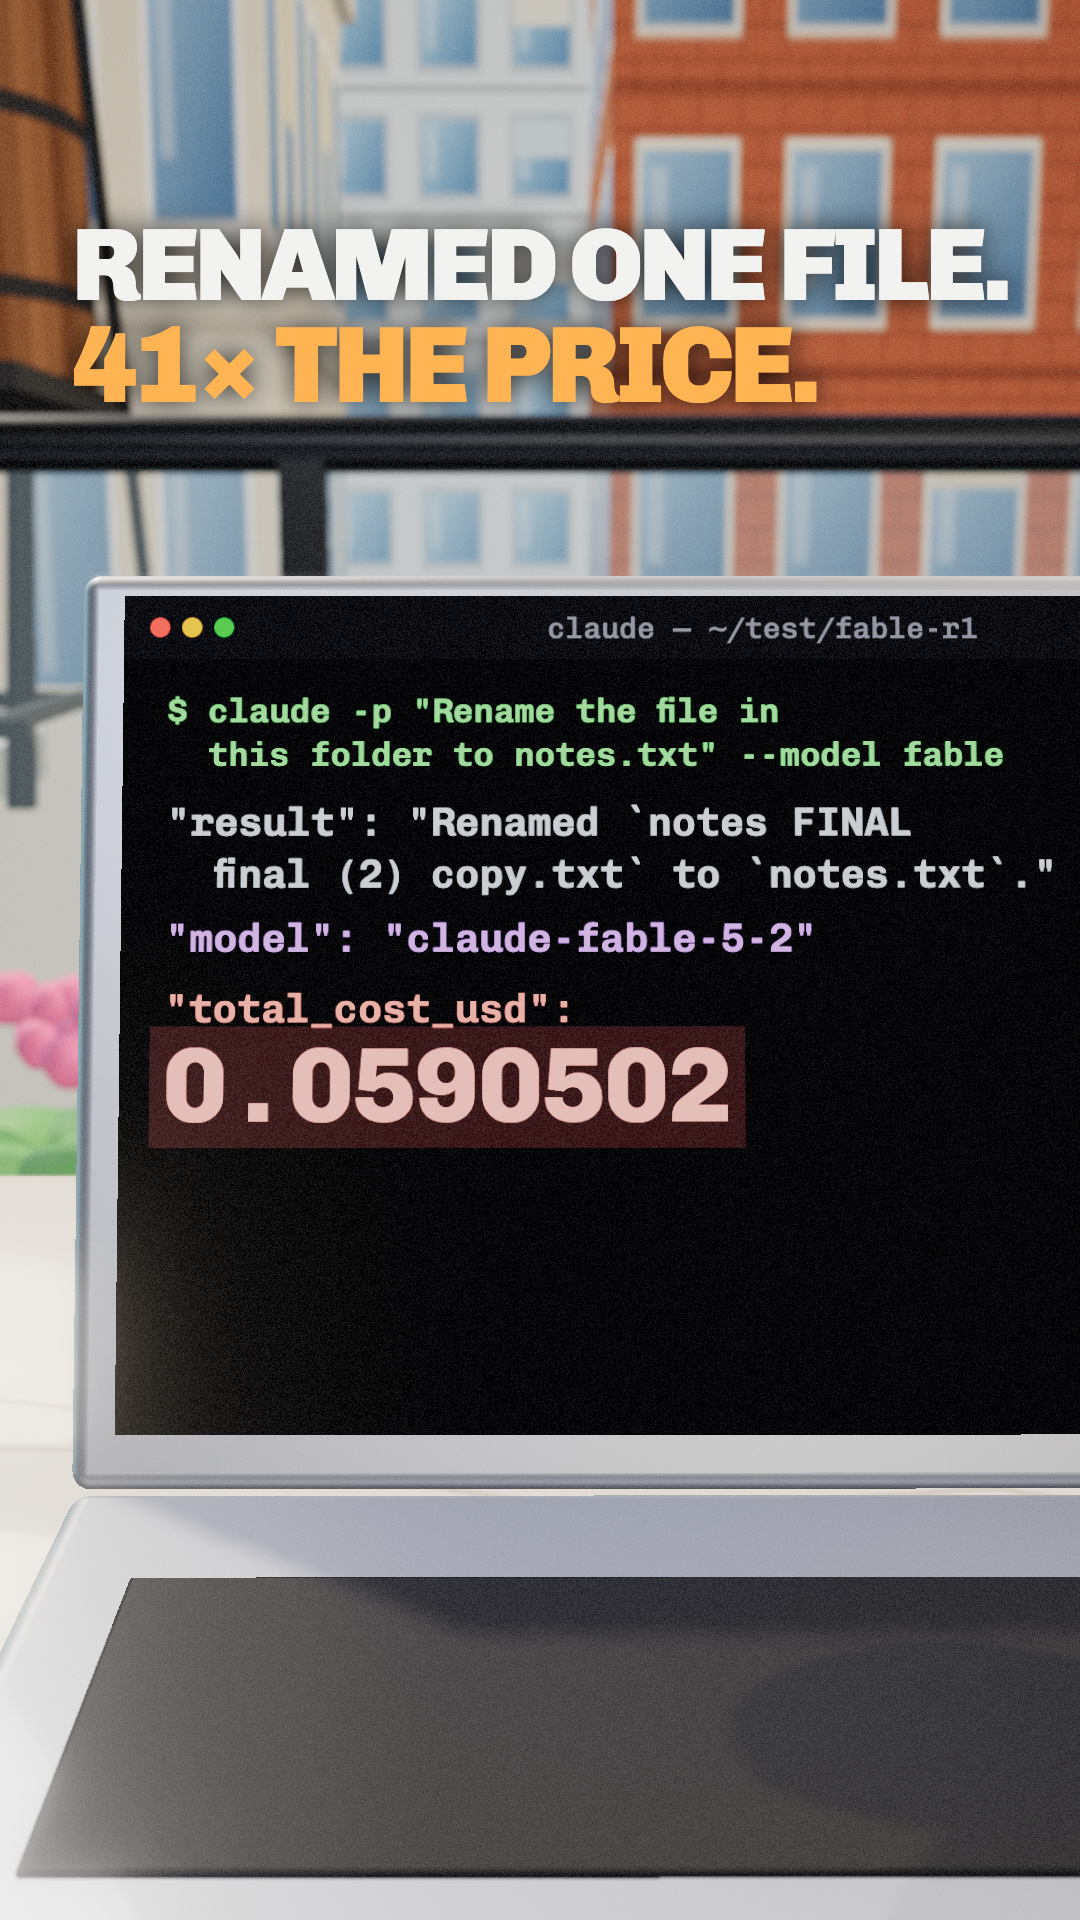 RENAMED ONE FILE.
41× THE PRICE.
claude — ~/test/fable-r1
$ claude -p "Rename the file in
this folder to notes.txt" --model fable
"result": "Renamed `notes FINAL
final (2) copy.txt` to `notes.txt`."
"model": "claude-fable-5-2"
"total_cost_usd":
0.0590502